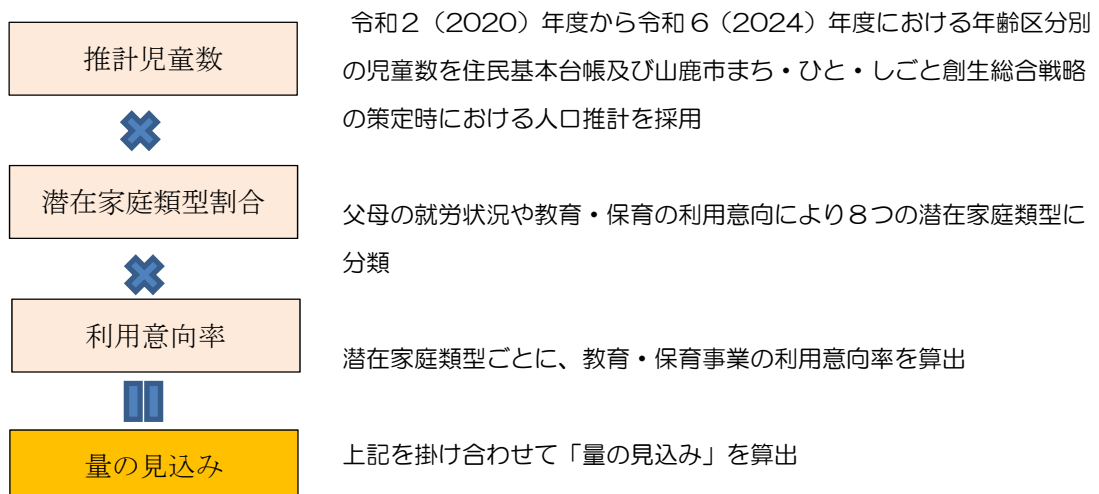 推計児童数
令和２（2020）年度から令和６（2024）年度における年齢区分別
の児童数を住民基本台帳及び山鹿市まち・ひと・しごと創生総合戦略
の策定時における人口推計を採用
潜在家庭類型割合
父母の就労状況や教育・保育の利用意向により８つの潜在家庭類型に
分類
利用意向率
潜在家庭類型ごとに、教育・保育事業の利用意向率を算出
量の見込み
上記を掛け合わせて「量の見込み」を算出